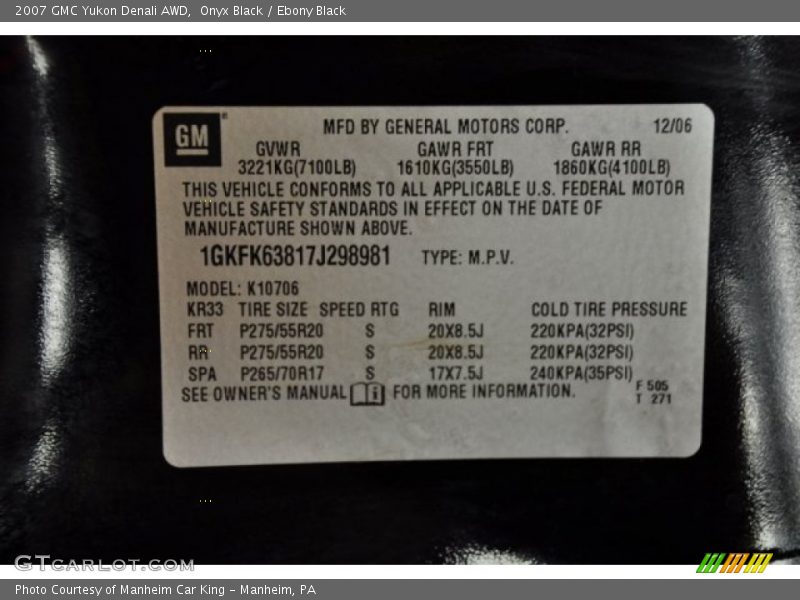 2007 GMC Yukon Denali AWD, Onyx Black / Ebony Black
GM
MFD BY GENERAL MOTORS CORP. 12/06
GVWR GAWR FRT GAWR RR
3221KG(7100LB) 1610KG(3550LB) 1860KG(4100LB)
THIS VEHICLE CONFORMS TO ALL APPLICABLE U.S. FEDERAL MOTOR
VEHICLE SAFETY STANDARDS IN EFFECT ON THE DATE OF
MANUFACTURE SHOWN ABOVE.
1GKFK63817J298981 TYPE: M.P.V.
MODEL: K10706
KR33 TIRE SIZE SPEED RTG RIM COLD TIRE PRESSURE
FRT P275/55R20 S 20X8.5J 220KPA(32PSI)
RR P275/55R20 S 20X8.5J 220KPA(32PSI)
SPA P265/70R17 S 17X7.5J 240KPA(35PSI)
SEE OWNER'S MANUAL FOR MORE INFORMATION. F 505
T 271
GTcarlot.com
Photo Courtesy of Manheim Car King - Manheim, PA